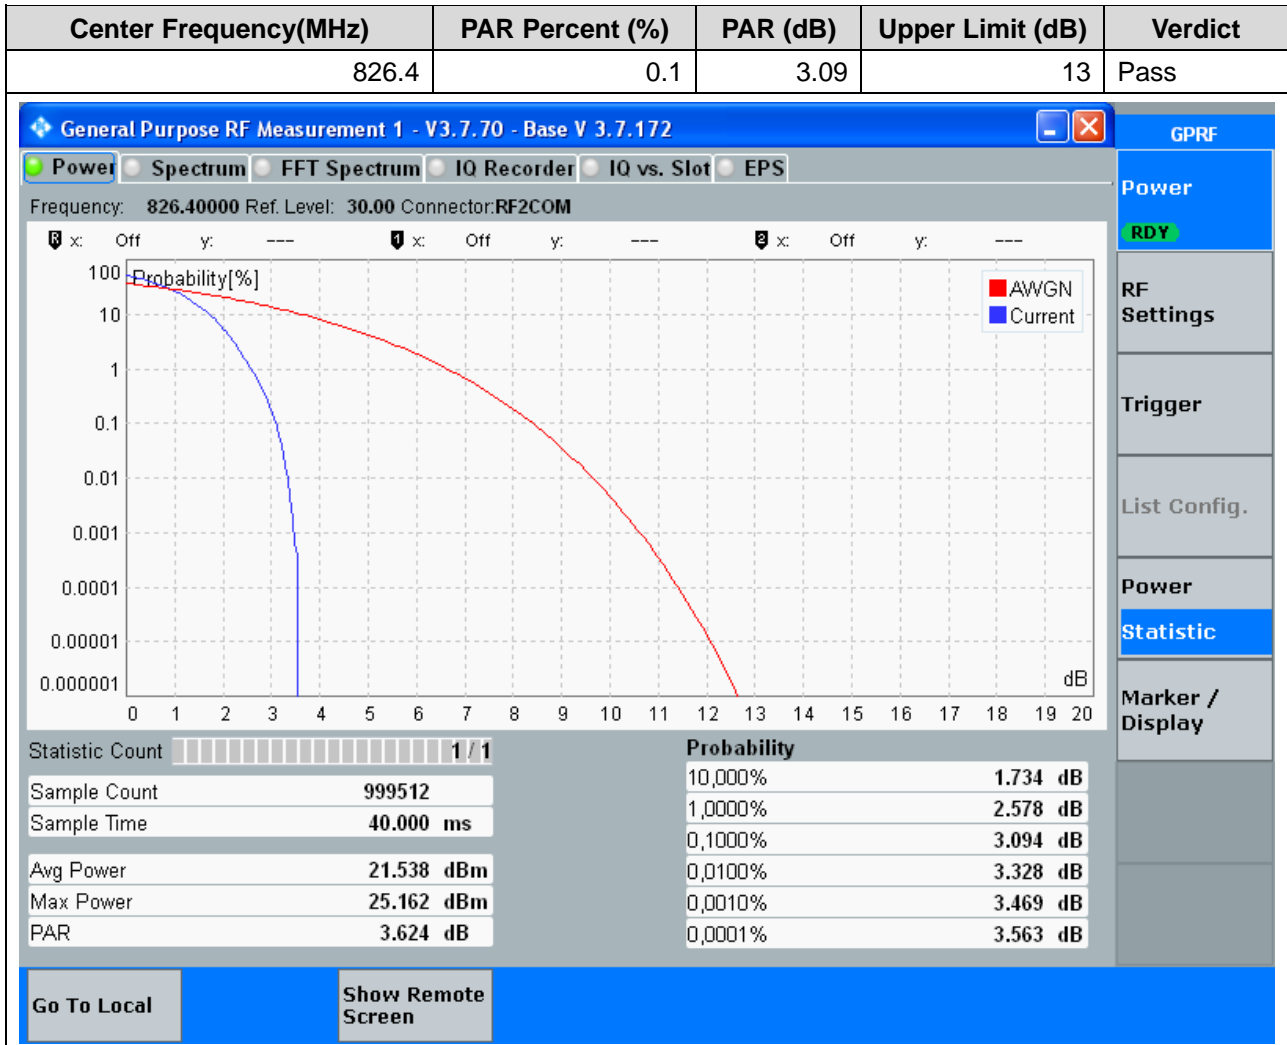 Center Frequency(MHz) PAR Percent (%) PAR (dB) Upper Limit (dB) Verdict
826.4 0.1 3.09 13 Pass
General Purpose RF Measurement 1 - V3.7.70 - Base V 3.7.172
GPRF
Power Spectrum FFT Spectrum IQ Recorder IQ vs. Slot EPS
Power
RDY
Frequency: 826.40000 Ref. Level: 30.00 Connector:RF2COM
R x: Off y: --- 1 x: Off y: --- 2 x: Off y: ---
Probability[%]
AWGN
Current
100
10
1
0.1
0.01
0.001
0.0001
0.00001
0.000001
dB
0 1 2 3 4 5 6 7 8 9 10 11 12 13 14 15 16 17 18 19 20
RF
Settings
Trigger
List Config.
Power
Statistic
Marker /
Display
Statistic Count 1 / 1
Sample Count 999512
Sample Time 40.000 ms
Avg Power 21.538 dBm
Max Power 25.162 dBm
PAR 3.624 dB
Probability
10,000% 1.734 dB
1,0000% 2.578 dB
0,1000% 3.094 dB
0,0100% 3.328 dB
0,0010% 3.469 dB
0,0001% 3.563 dB
Go To Local
Show Remote
Screen